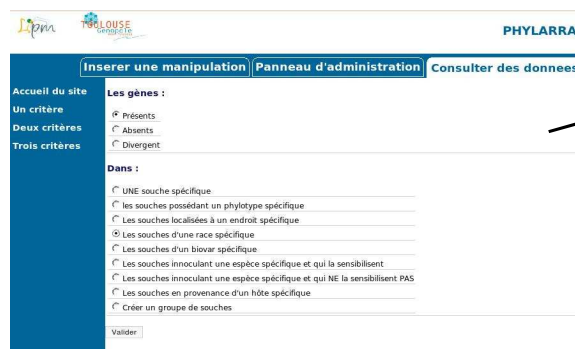 Lipm
TOULOUSE
Genopole
PHYLARRA
Inserer une manipulation Panneau d'administration Consulter des donnees
Accueil du site
Un critère
Deux critères
Trois critères
Les gènes :
Présents
Absents
Divergent
Dans :
UNE souche spécifique
les souches possédant un phylotype spécifique
Les souches localisées à un endroit spécifique
Les souches d'une race spécifique
Les souches d'un biovar spécifique
Les souches innoculant une espèce spécifique et qui la sensibilisent
Les souches innoculant une espèce spécifique et qui NE la sensibilisent PAS
Les souches en provenance d'un hôte spécifique
Créer un groupe de souches
Valider